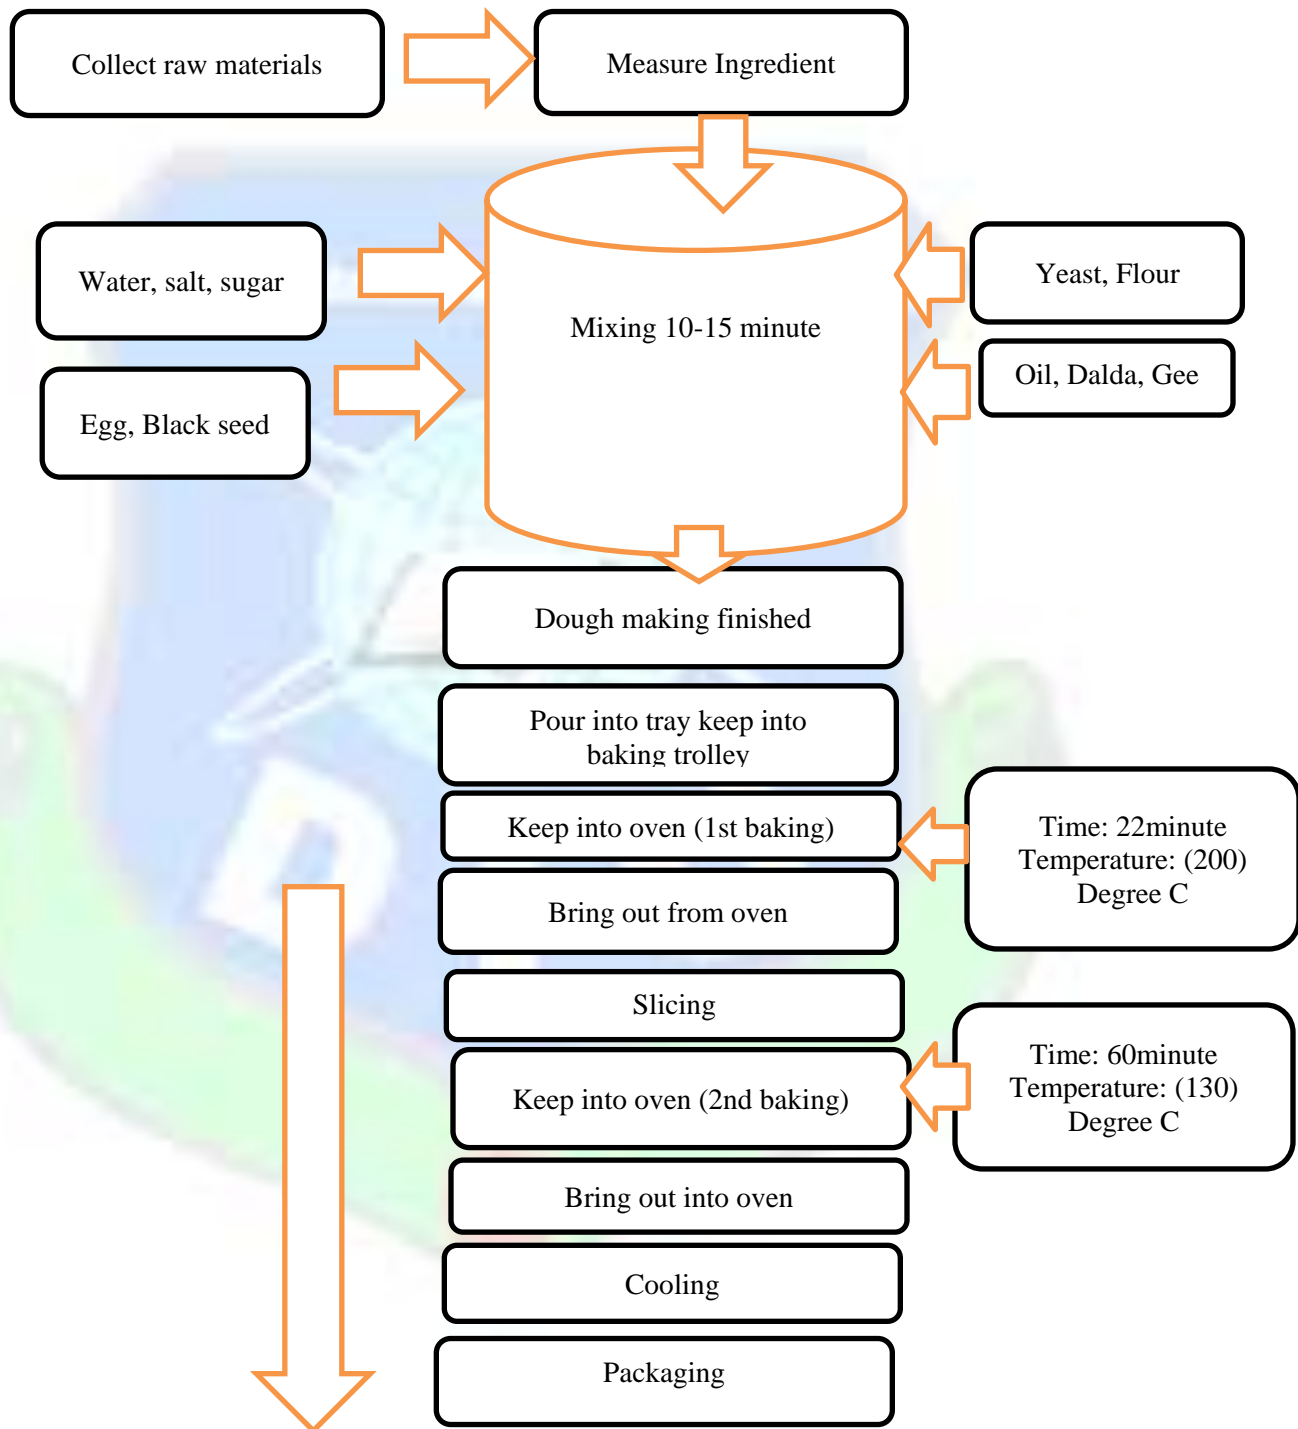 Collect raw materials
Measure Ingredient
Water, salt, sugar
Yeast, Flour
Mixing 10-15 minute
Egg, Black seed
Oil, Dalda, Gee
Dough making finished
Pour into tray keep into
baking trolley
Keep into oven (1st baking)
Time: 22minute
Temperature: (200)
Degree C
Bring out from oven
Slicing
Keep into oven (2nd baking)
Time: 60minute
Temperature: (130)
Degree C
Bring out into oven
Cooling
Packaging